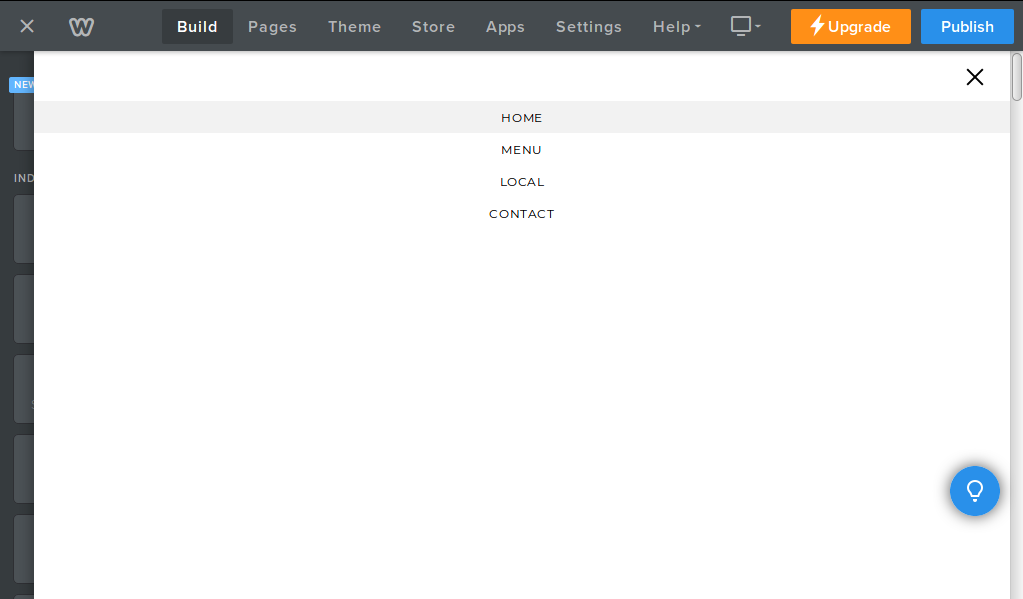 Build Pages Theme Store Apps Settings Help Upgrade Publish
NEW
IND
HOME
MENU
LOCAL
CONTACT